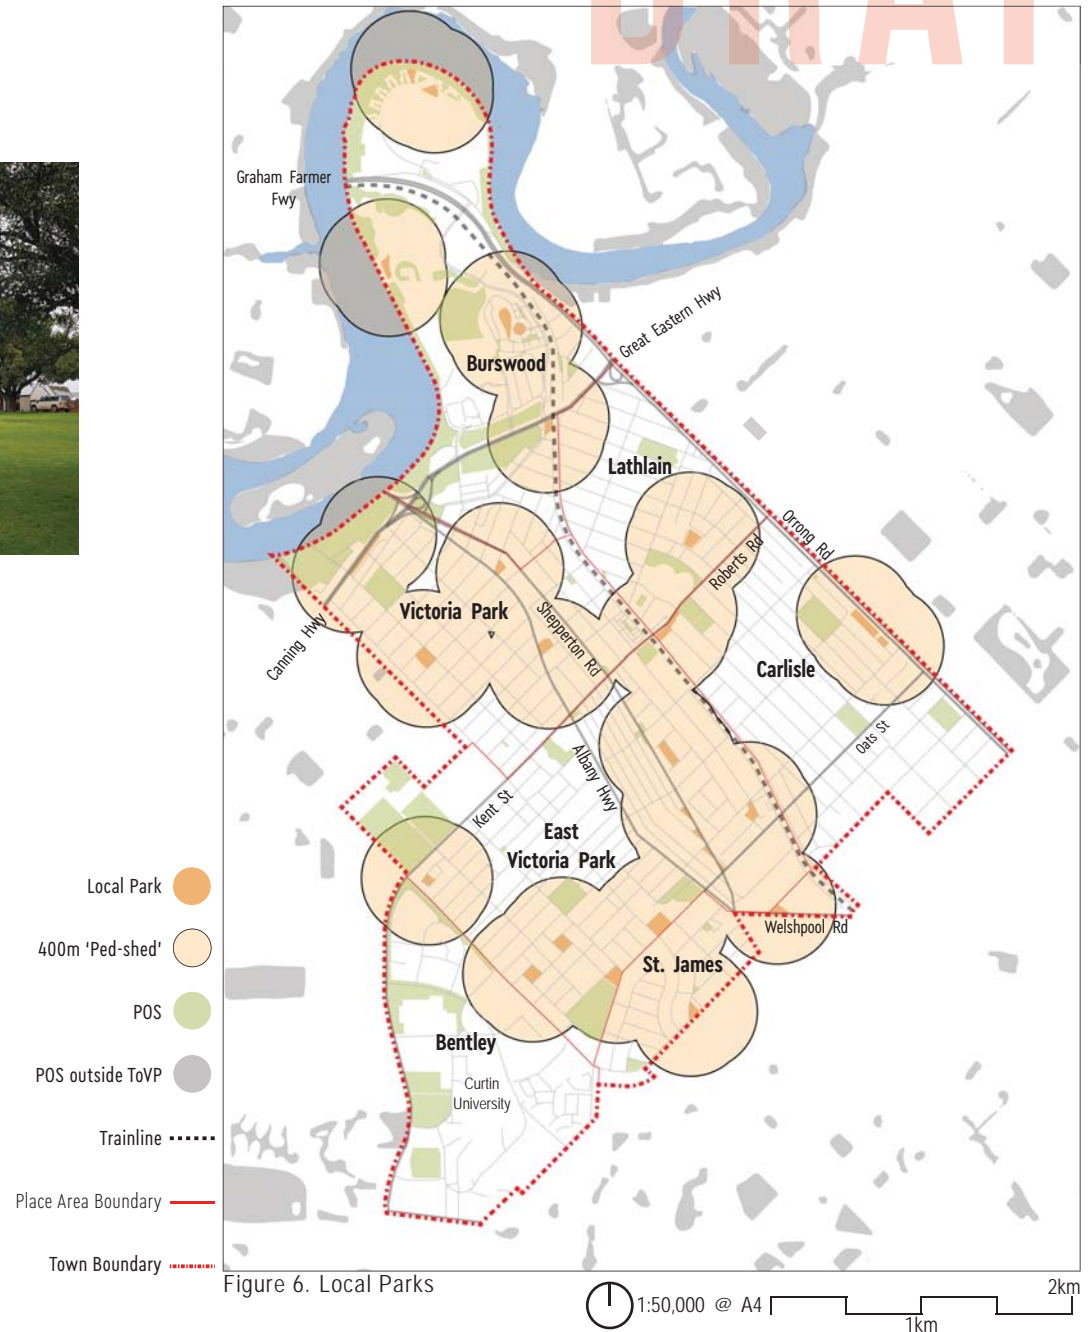 DRAF
Graham Farmer
Fwy
Great Eastern Hwy
Burswood
Lathlain
Orrong Rd
Roberts Rd
Victoria Park
Shepperton Rd
Canning Hwy
Carlisle
Oats St
Albany Hwy
Kent St
East
Victoria Park
Welshpool Rd
St. James
Bentley
Curtin
University
Local Park
400m 'Ped-shed'
POS
POS outside ToVP
Trainline
Place Area Boundary
Town Boundary
Figure 6. Local Parks
1:50,000 @ A4
1km
2km